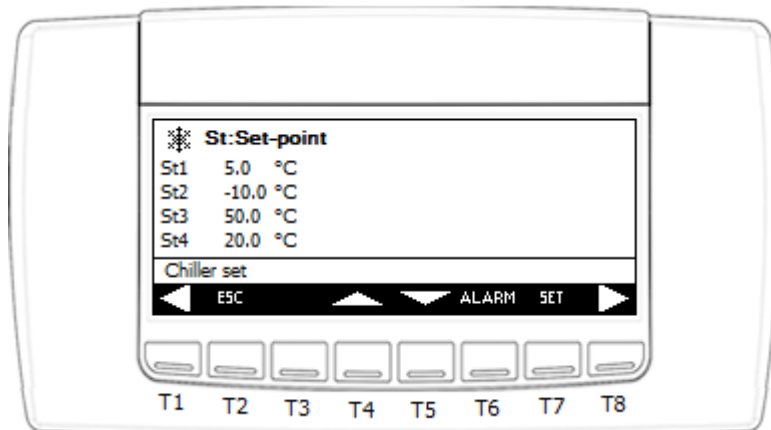 St:Set-point
St1 5.0 °C
St2 -10.0 °C
St3 50.0 °C
St4 20.0 °C
Chiller set
ESC ALARM SET
T1 T2 T3 T4 T5 T6 T7 T8